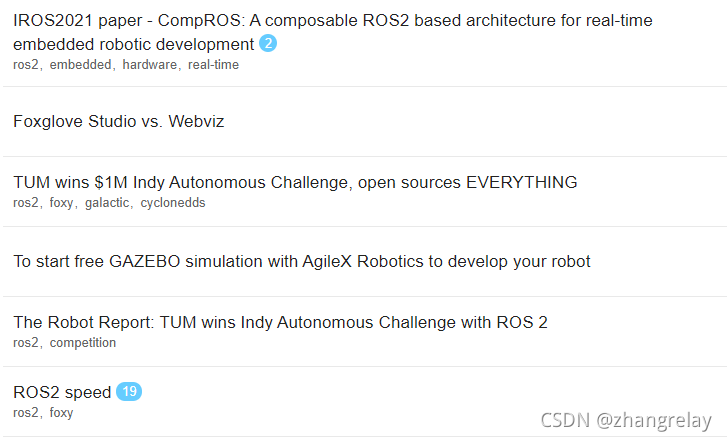 IROS2021 paper - CompROS: A composable ROS2 based architecture for real-time
embedded robotic development 2
ros2, embedded, hardware, real-time
Foxglove Studio vs. Webviz
TUM wins $1M Indy Autonomous Challenge, open sources EVERYTHING
ros2, foxy, galactic, cyclonedds
To start free GAZEBO simulation with AgileX Robotics to develop your robot
The Robot Report: TUM wins Indy Autonomous Challenge with ROS 2
ros2, competition
ROS2 speed 19
ros2, foxy
CSDN @zhangrelay